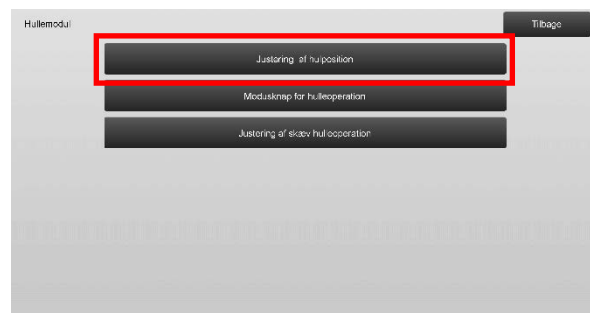 Hullemodul
Tilbage
Justering af hulposition
Modusknap for hulleoperation
Justering af skæv hulleoperation